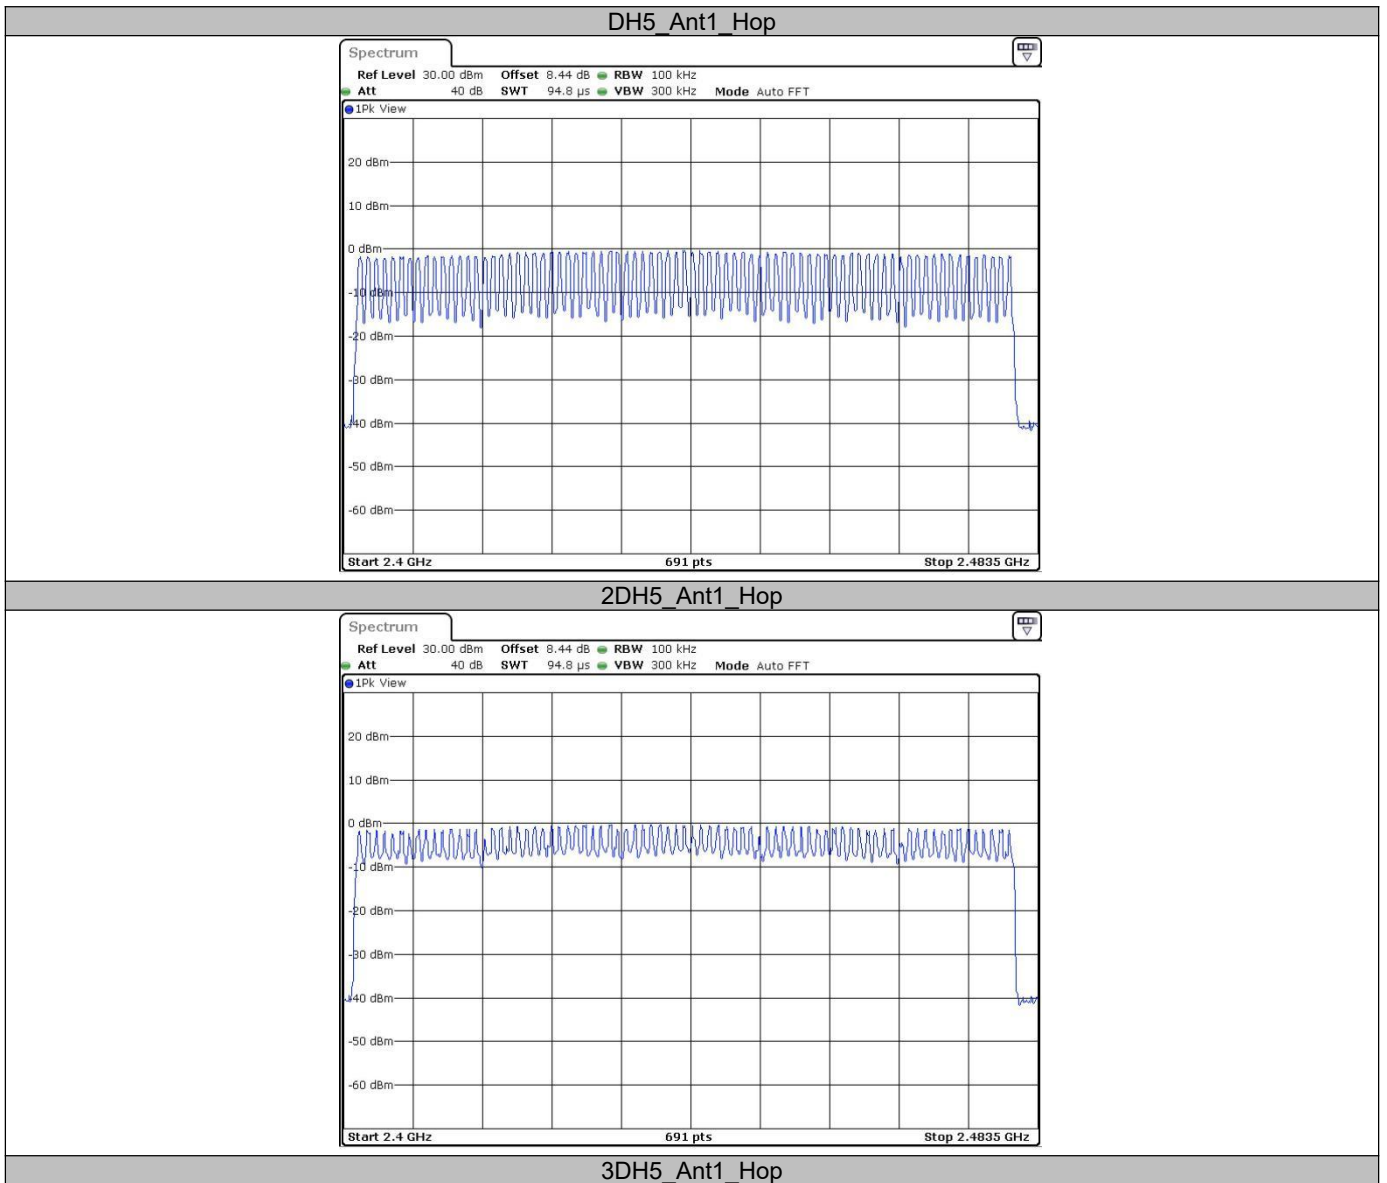 DH5_Ant1_Hop
Spectrum
Ref Level 30.00 dBm Offset 8.44 dB RBW 100 kHz
Att 40 dB SWT 94.8 µs VBW 300 kHz Mode Auto FFT
1Pk View
20 dBm
10 dBm
0 dBm
-10 dBm
-20 dBm
-30 dBm
-40 dBm
-50 dBm
-60 dBm
Start 2.4 GHz 691 pts Stop 2.4835 GHz
2DH5_Ant1_Hop
Spectrum
Ref Level 30.00 dBm Offset 8.44 dB RBW 100 kHz
Att 40 dB SWT 94.8 µs VBW 300 kHz Mode Auto FFT
1Pk View
20 dBm
10 dBm
0 dBm
-10 dBm
-20 dBm
-30 dBm
-40 dBm
-50 dBm
-60 dBm
Start 2.4 GHz 691 pts Stop 2.4835 GHz
3DH5_Ant1_Hop